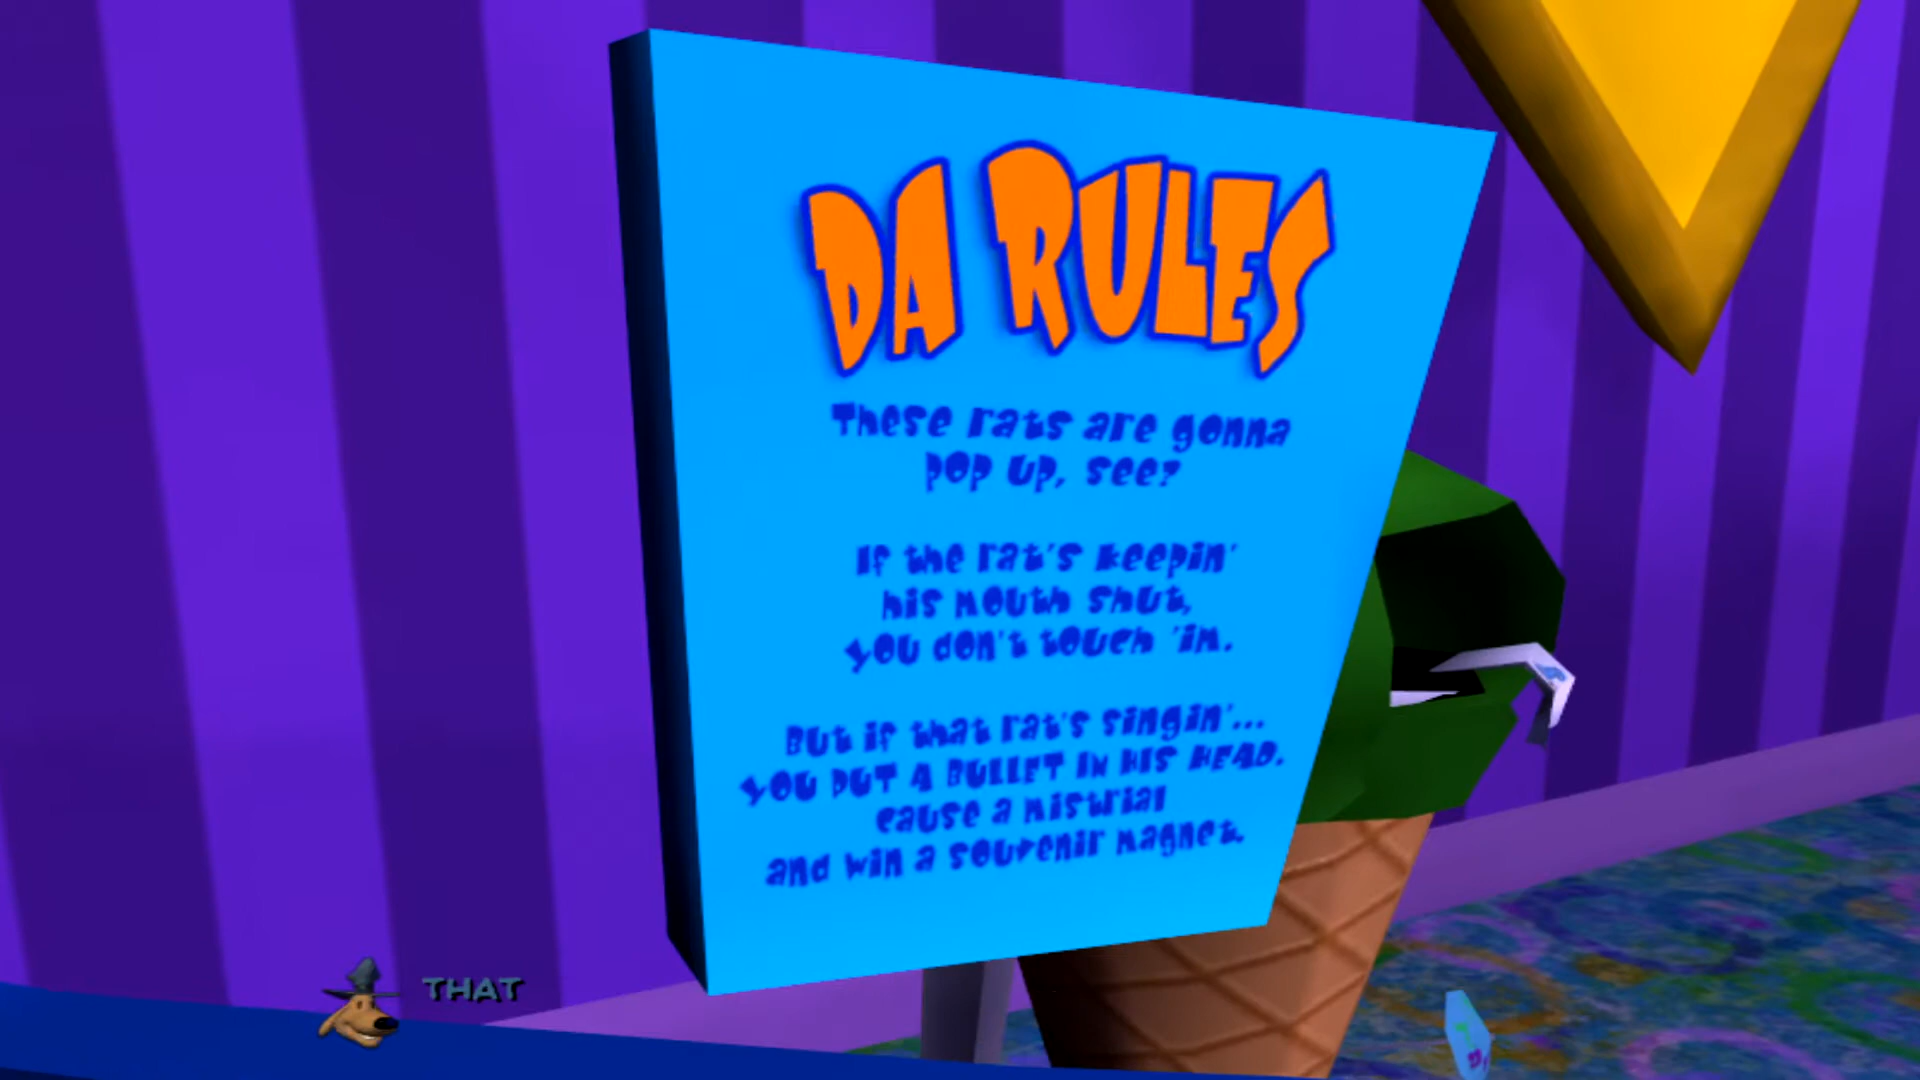 DA RULES
These rats are gonna
pop up, see?
If the rat's keepin'
his mouth shut,
you don't touch 'im.
But if that rat's singin'...
YOU PUT A BULLET IN HIS HEAD.
cause a mistrial
and win a souvenir magnet.
THAT